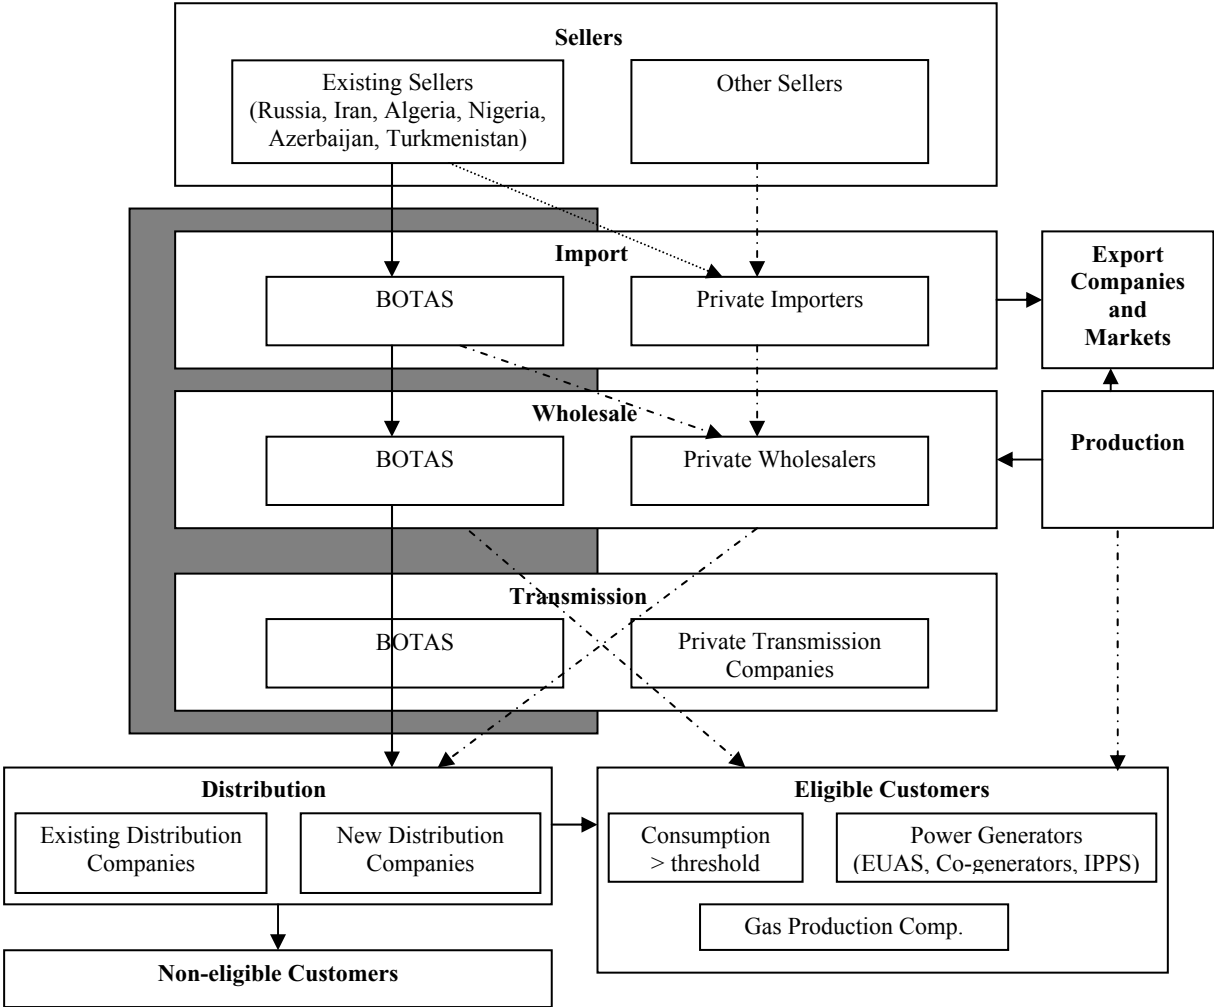 Sellers
Existing Sellers
(Russia, Iran, Algeria, Nigeria,
Azerbaijan, Turkmenistan)
Other Sellers
Import
BOTAS
Private Importers
Export
Companies
and
Markets
Wholesale
BOTAS
Private Wholesalers
Production
Transmission
BOTAS
Private Transmission
Companies
Distribution
Existing Distribution
Companies
New Distribution
Companies
Eligible Customers
Consumption
> threshold
Power Generators
(EUAS, Co-generators, IPPS)
Gas Production Comp.
Non-eligible Customers